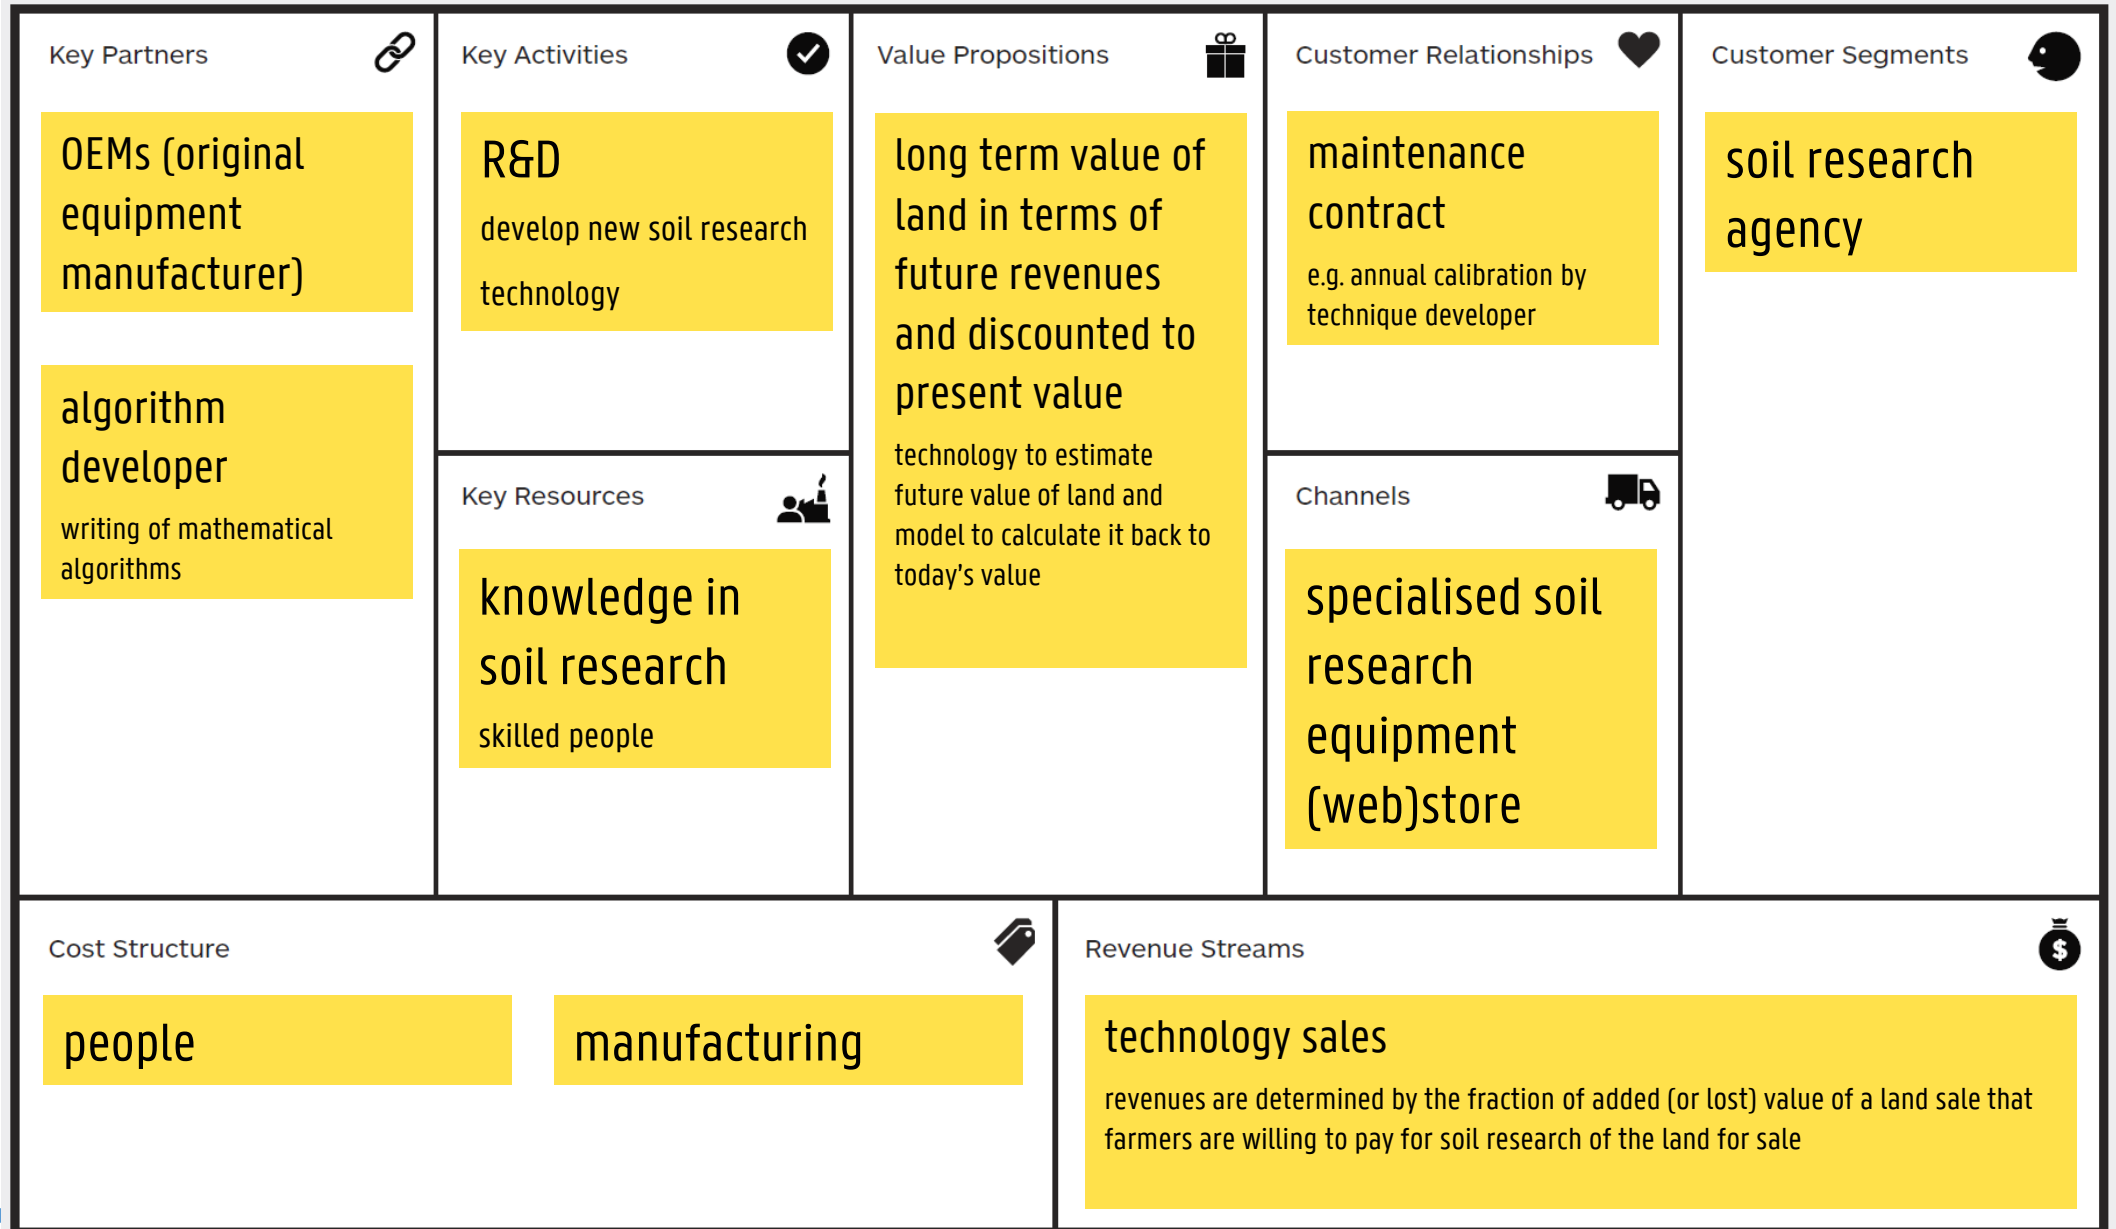 Key Partners
OEMs (original
equipment
manufacturer)
algorithm
developer
writing of mathematical
algorithms
Key Activities
R&D
develop new soil research
technology
Key Resources
knowledge in
soil research
skilled people
Value Propositions
long term value of
land in terms of
future revenues
and discounted to
present value
technology to estimate
future value of land and
model to calculate it back to
today's value
Customer Relationships
maintenance
contract
e.g. annual calibration by
technique developer
Channels
specialised soil
research
equipment
(web)store
Customer Segments
soil research
agency
Cost Structure
people
manufacturing
Revenue Streams
$
technology sales
revenues are determined by the fraction of added (or lost) value of a land sale that
farmers are willing to pay for soil research of the land for sale